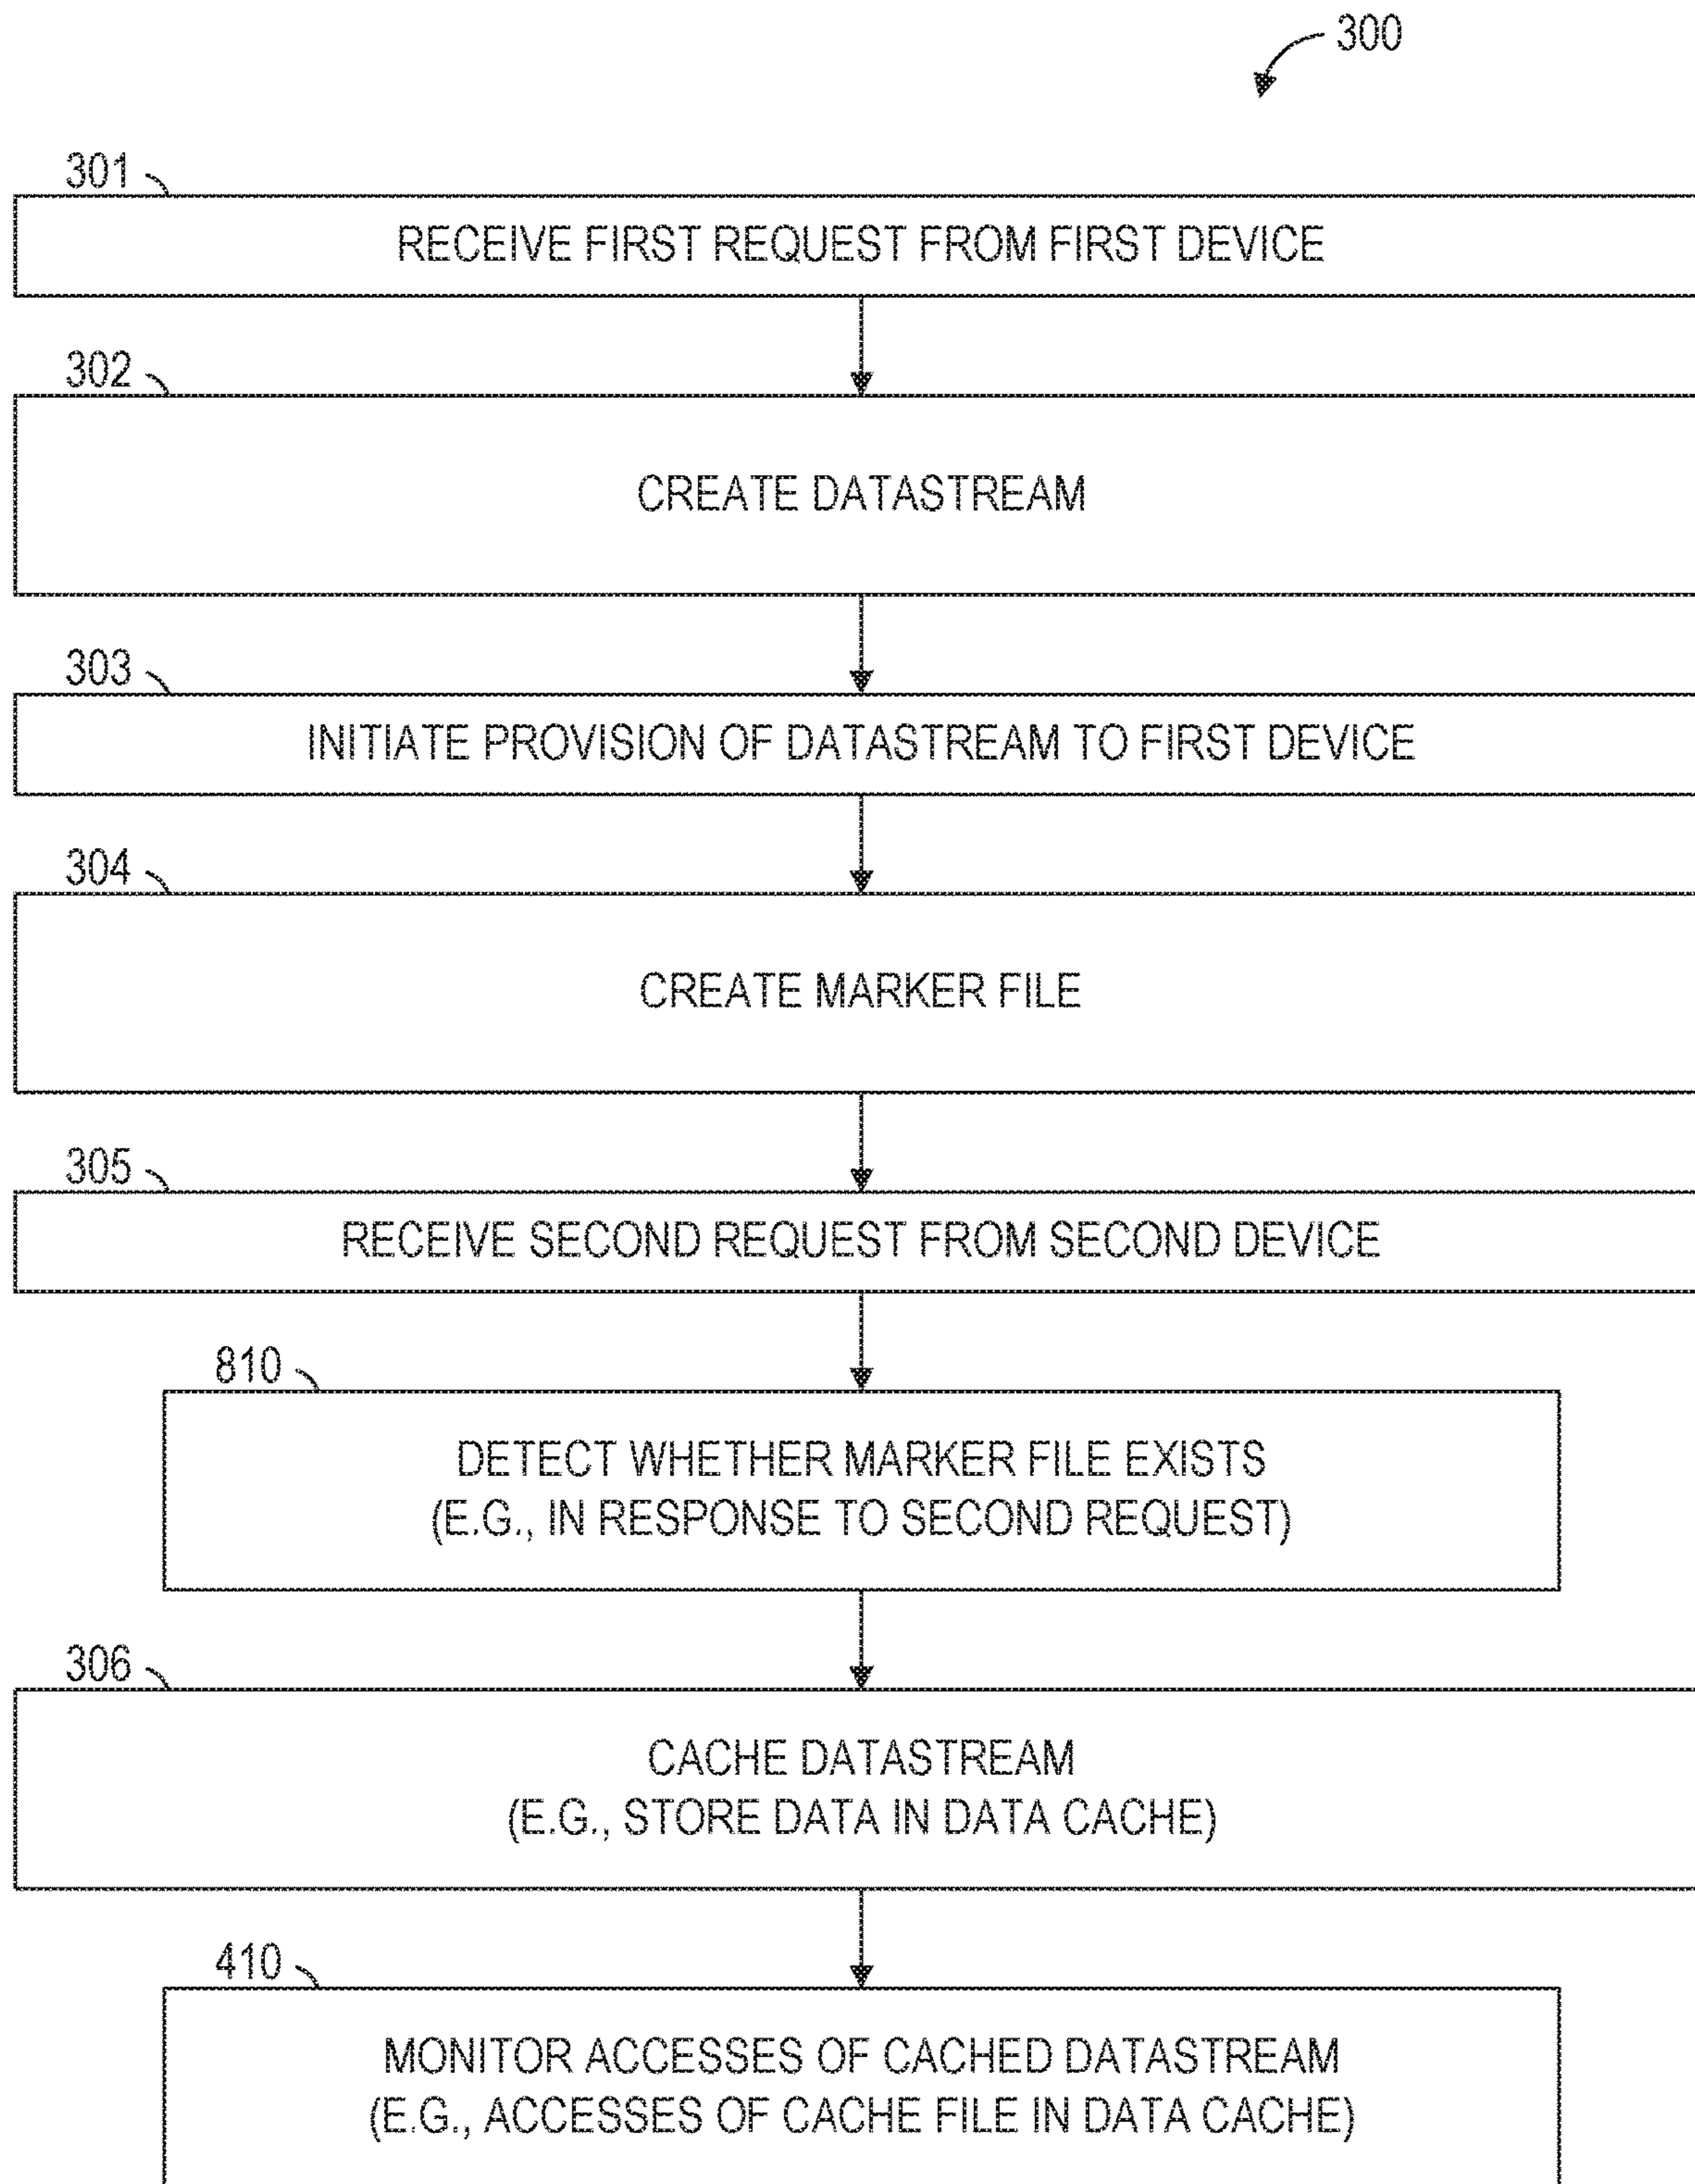 300
301
RECEIVE FIRST REQUEST FROM FIRST DEVICE
302
CREATE DATASTREAM
303
INITIATE PROVISION OF DATASTREAM TO FIRST DEVICE
304
CREATE MARKER FILE
305
RECEIVE SECOND REQUEST FROM SECOND DEVICE
810
DETECT WHETHER MARKER FILE EXISTS
(E.G., IN RESPONSE TO SECOND REQUEST)
306
CACHE DATASTREAM
(E.G., STORE DATA IN DATA CACHE)
410
MONITOR ACCESSES OF CACHED DATASTREAM
(E.G., ACCESSES OF CACHE FILE IN DATA CACHE)